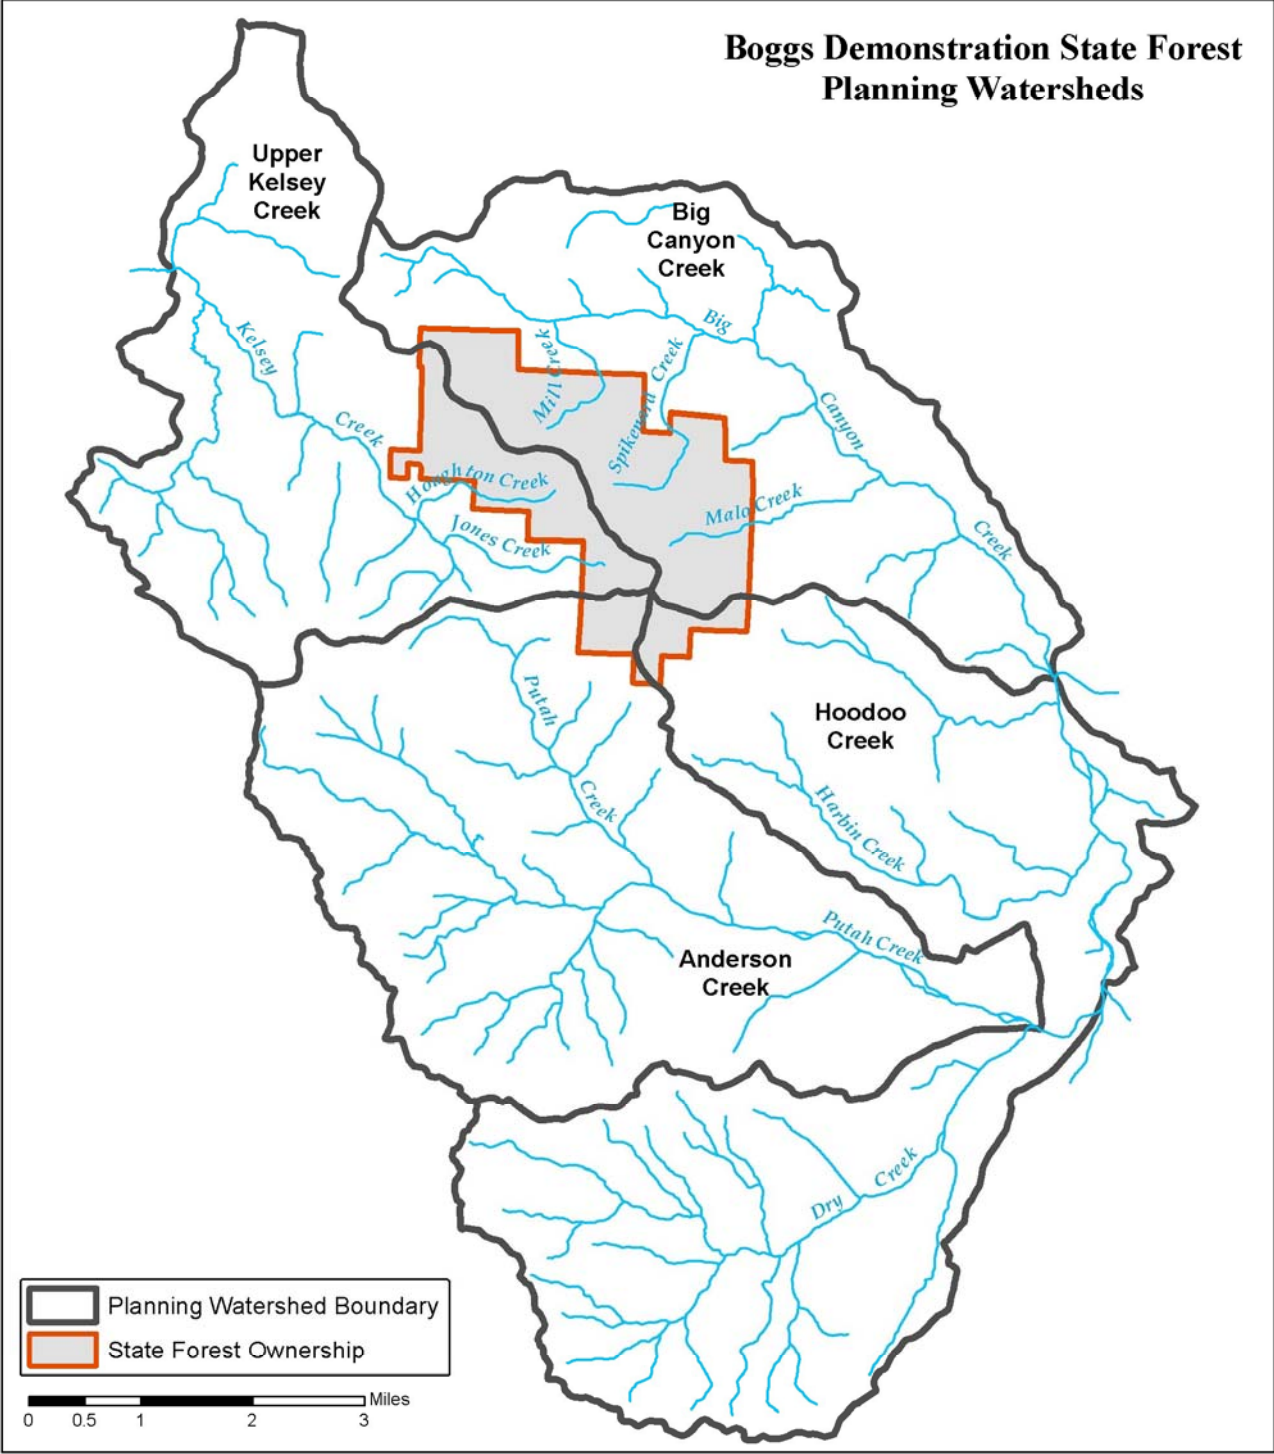 Boggs Demonstration State Forest
Planning Watersheds
Upper
Kelsey
Creek
Big
Canyon
Creek
Big
Canyon
Creek
Kelsey
Creek
Mill Creek
Spikenard Creek
Houghton Creek
Jones Creek
Malo Creek
Putah
Creek
Hoodoo
Creek
Harbin Creek
Putah Creek
Anderson
Creek
Dry Creek
Planning Watershed Boundary
State Forest Ownership
Miles
0 0.5 1 2 3